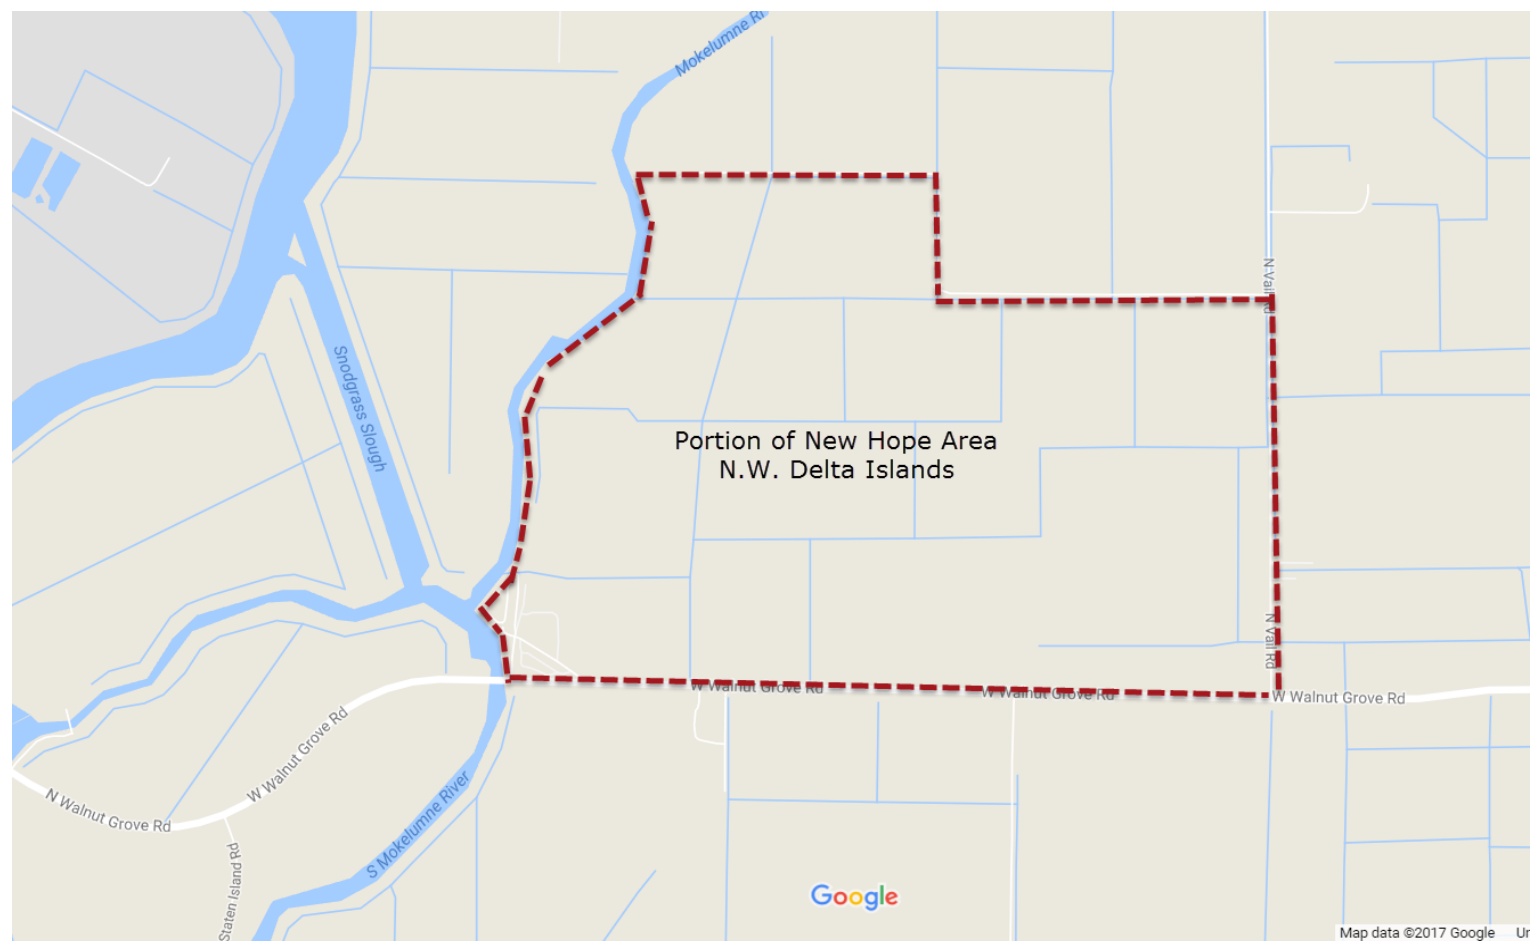 Mokelumne Ri
N Vail Rd
Snodgrass Slough
Portion of New Hope Area
N.W. Delta Islands
N Vail Rd
W Walnut Grove Rd
W Walnut Grove Rd
W Walnut Grove Rd
W Walnut Grove Rd
N Walnut Grove Rd
S Mokelumne River
Staten Island Rd
Google
Map data ©2017 Google